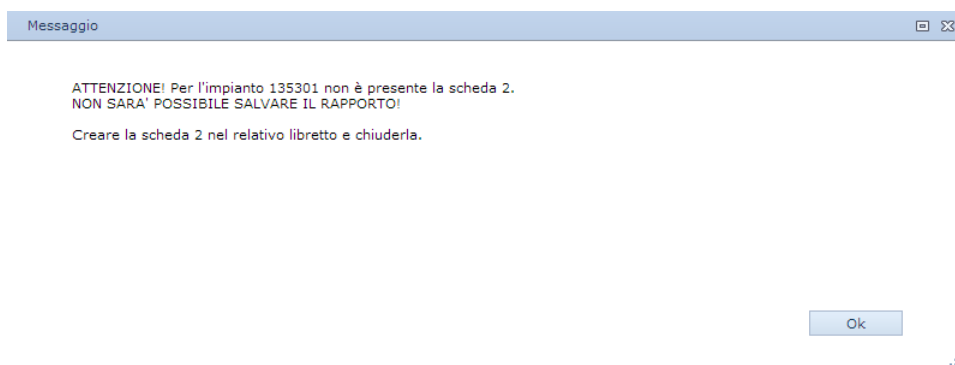 Messaggio
ATTENZIONE! Per l'impianto 135301 non è presente la scheda 2.
NON SARA' POSSIBILE SALVARE IL RAPPORTO!
Creare la scheda 2 nel relativo libretto e chiuderla.
Ok